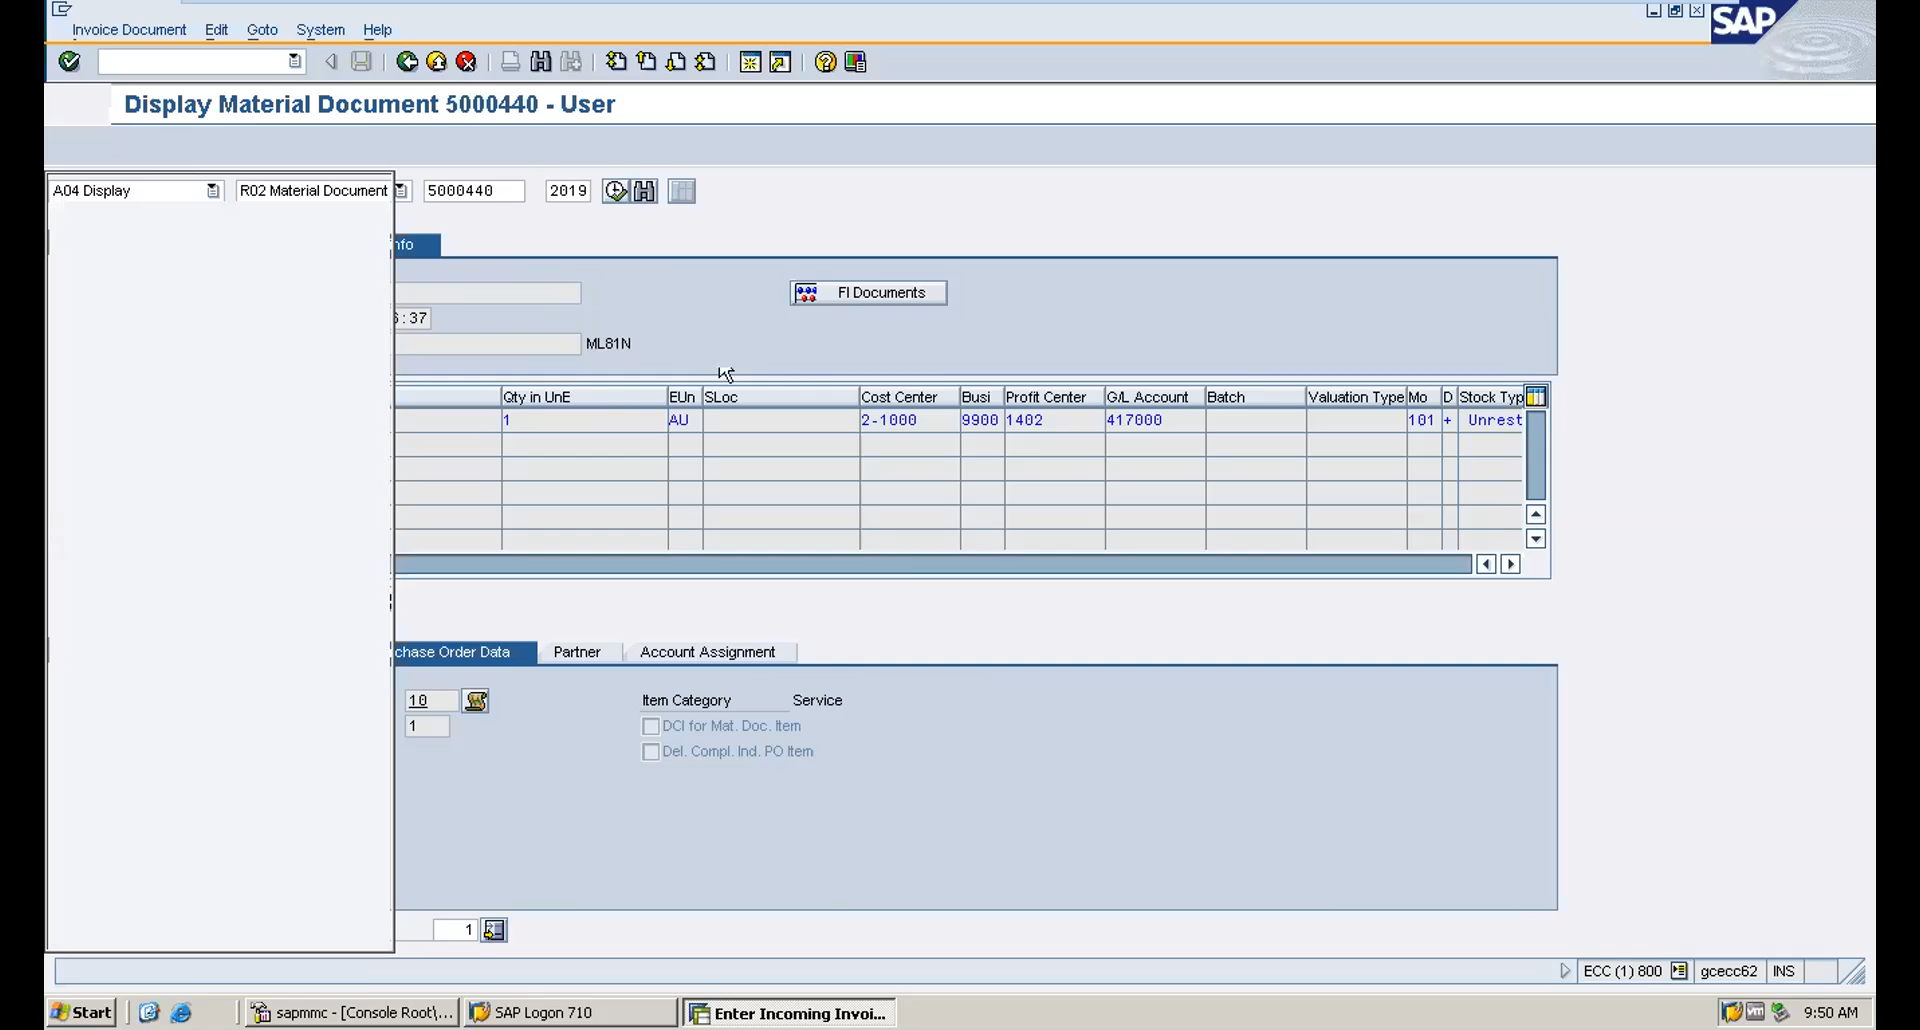 Invoice Document Edit Goto System Help
SAP
Display Material Document 5000440 - User
A04 Display R02 Material Document 5000440 2019
nfo
FI Documents
:37
ML81N
Qty in UnE EUn SLoc Cost Center Busi Profit Center G/L Account Batch Valuation Type Mo D Stock Typ
1 AU 2-1000 9900 1402 417000 101 + Unrest
chase Order Data Partner Account Assignment
10 Item Category Service
1 DCI for Mat. Doc. Item
Del. Compl. Ind. PO Item
1
ECC (1) 800 gcecc62 INS
Start sapmmc - [Console Root\... SAP Logon 710 Enter Incoming Invoi... 9:50 AM